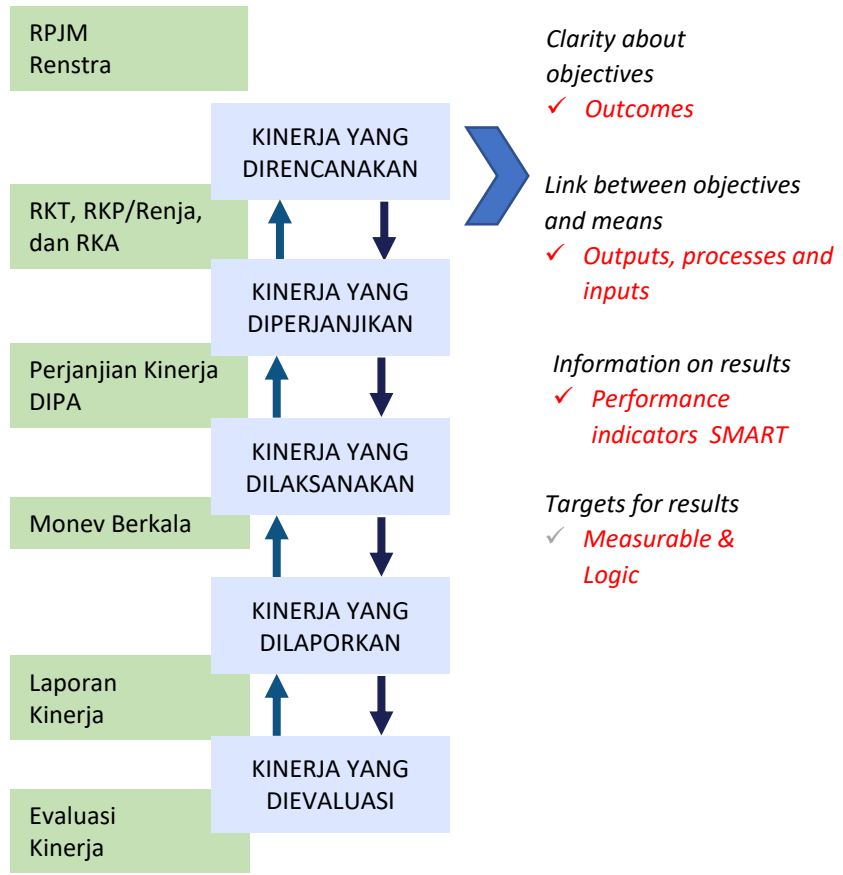 RPJM
Renstra
KINERJA YANG
DIRENCANAKAN
RKT, RKP/Renja,
dan RKA
KINERJA YANG
DIPERJANJIKAN
Perjanjian Kinerja
DIPA
KINERJA YANG
DILAKSANAKAN
Monev Berkala
KINERJA YANG
DILAPORKAN
Laporan
Kinerja
KINERJA YANG
DIEVALUASI
Evaluasi
Kinerja
Clarity about
objectives
✓ Outcomes
Link between objectives
and means
✓ Outputs, processes and
inputs
Information on results
✓ Performance
indicators SMART
Targets for results
✓ Measurable &
Logic